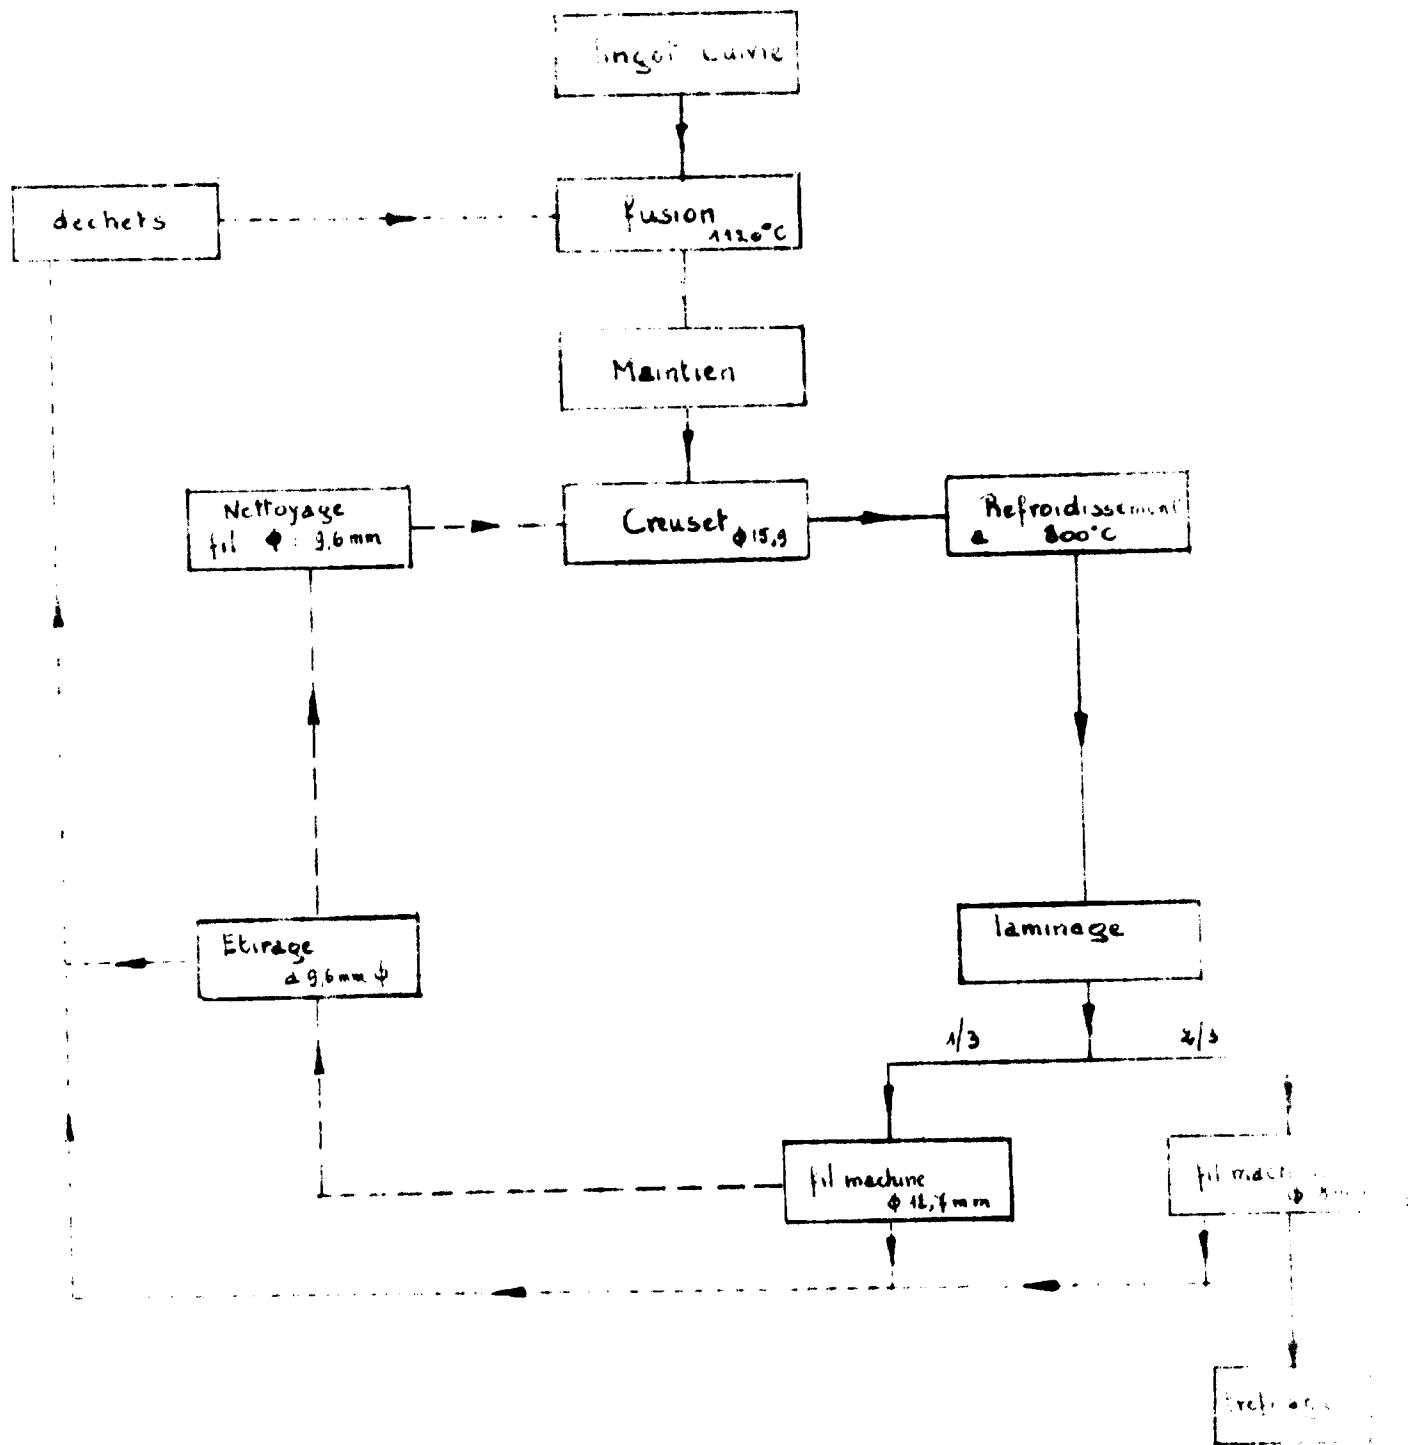 lingot Cuivre
dechets
fusion
1120°C
Maintien
Nettoyage
fil ϕ : 9,6 mm
Creuset
ϕ 15,9
Refroidissement
a 800°C
Etirage
a 9,6 mm ϕ
laminage
1/3
2/3
fil machine
ϕ 12,7 mm
fil
ϕ